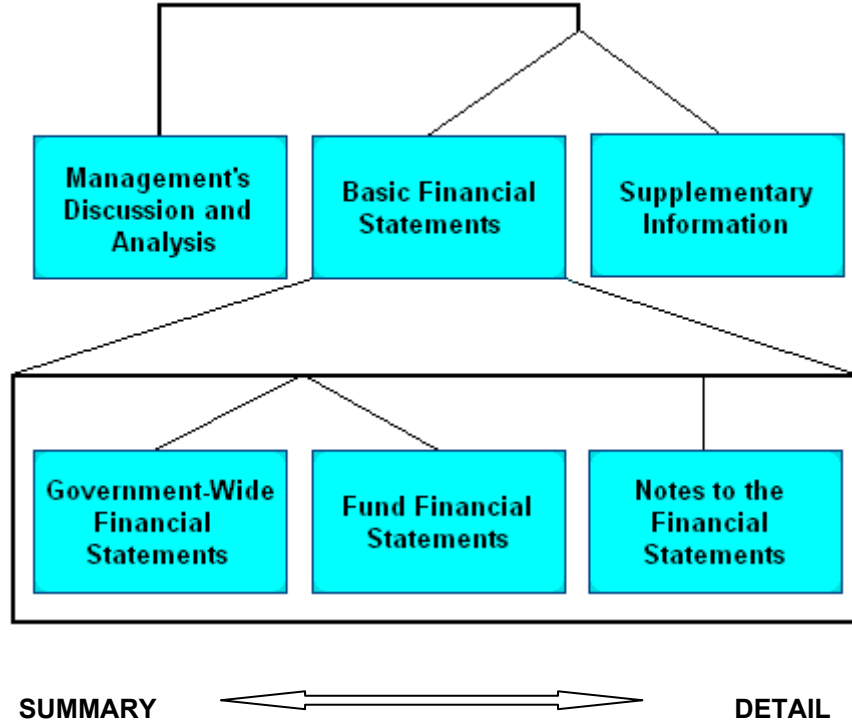 Management's
Discussion and
Analysis
Basic Financial
Statements
Supplementary
Information
Government-Wide
Financial
Statements
Fund Financial
Statements
Notes to the
Financial
Statements
SUMMARY
DETAIL